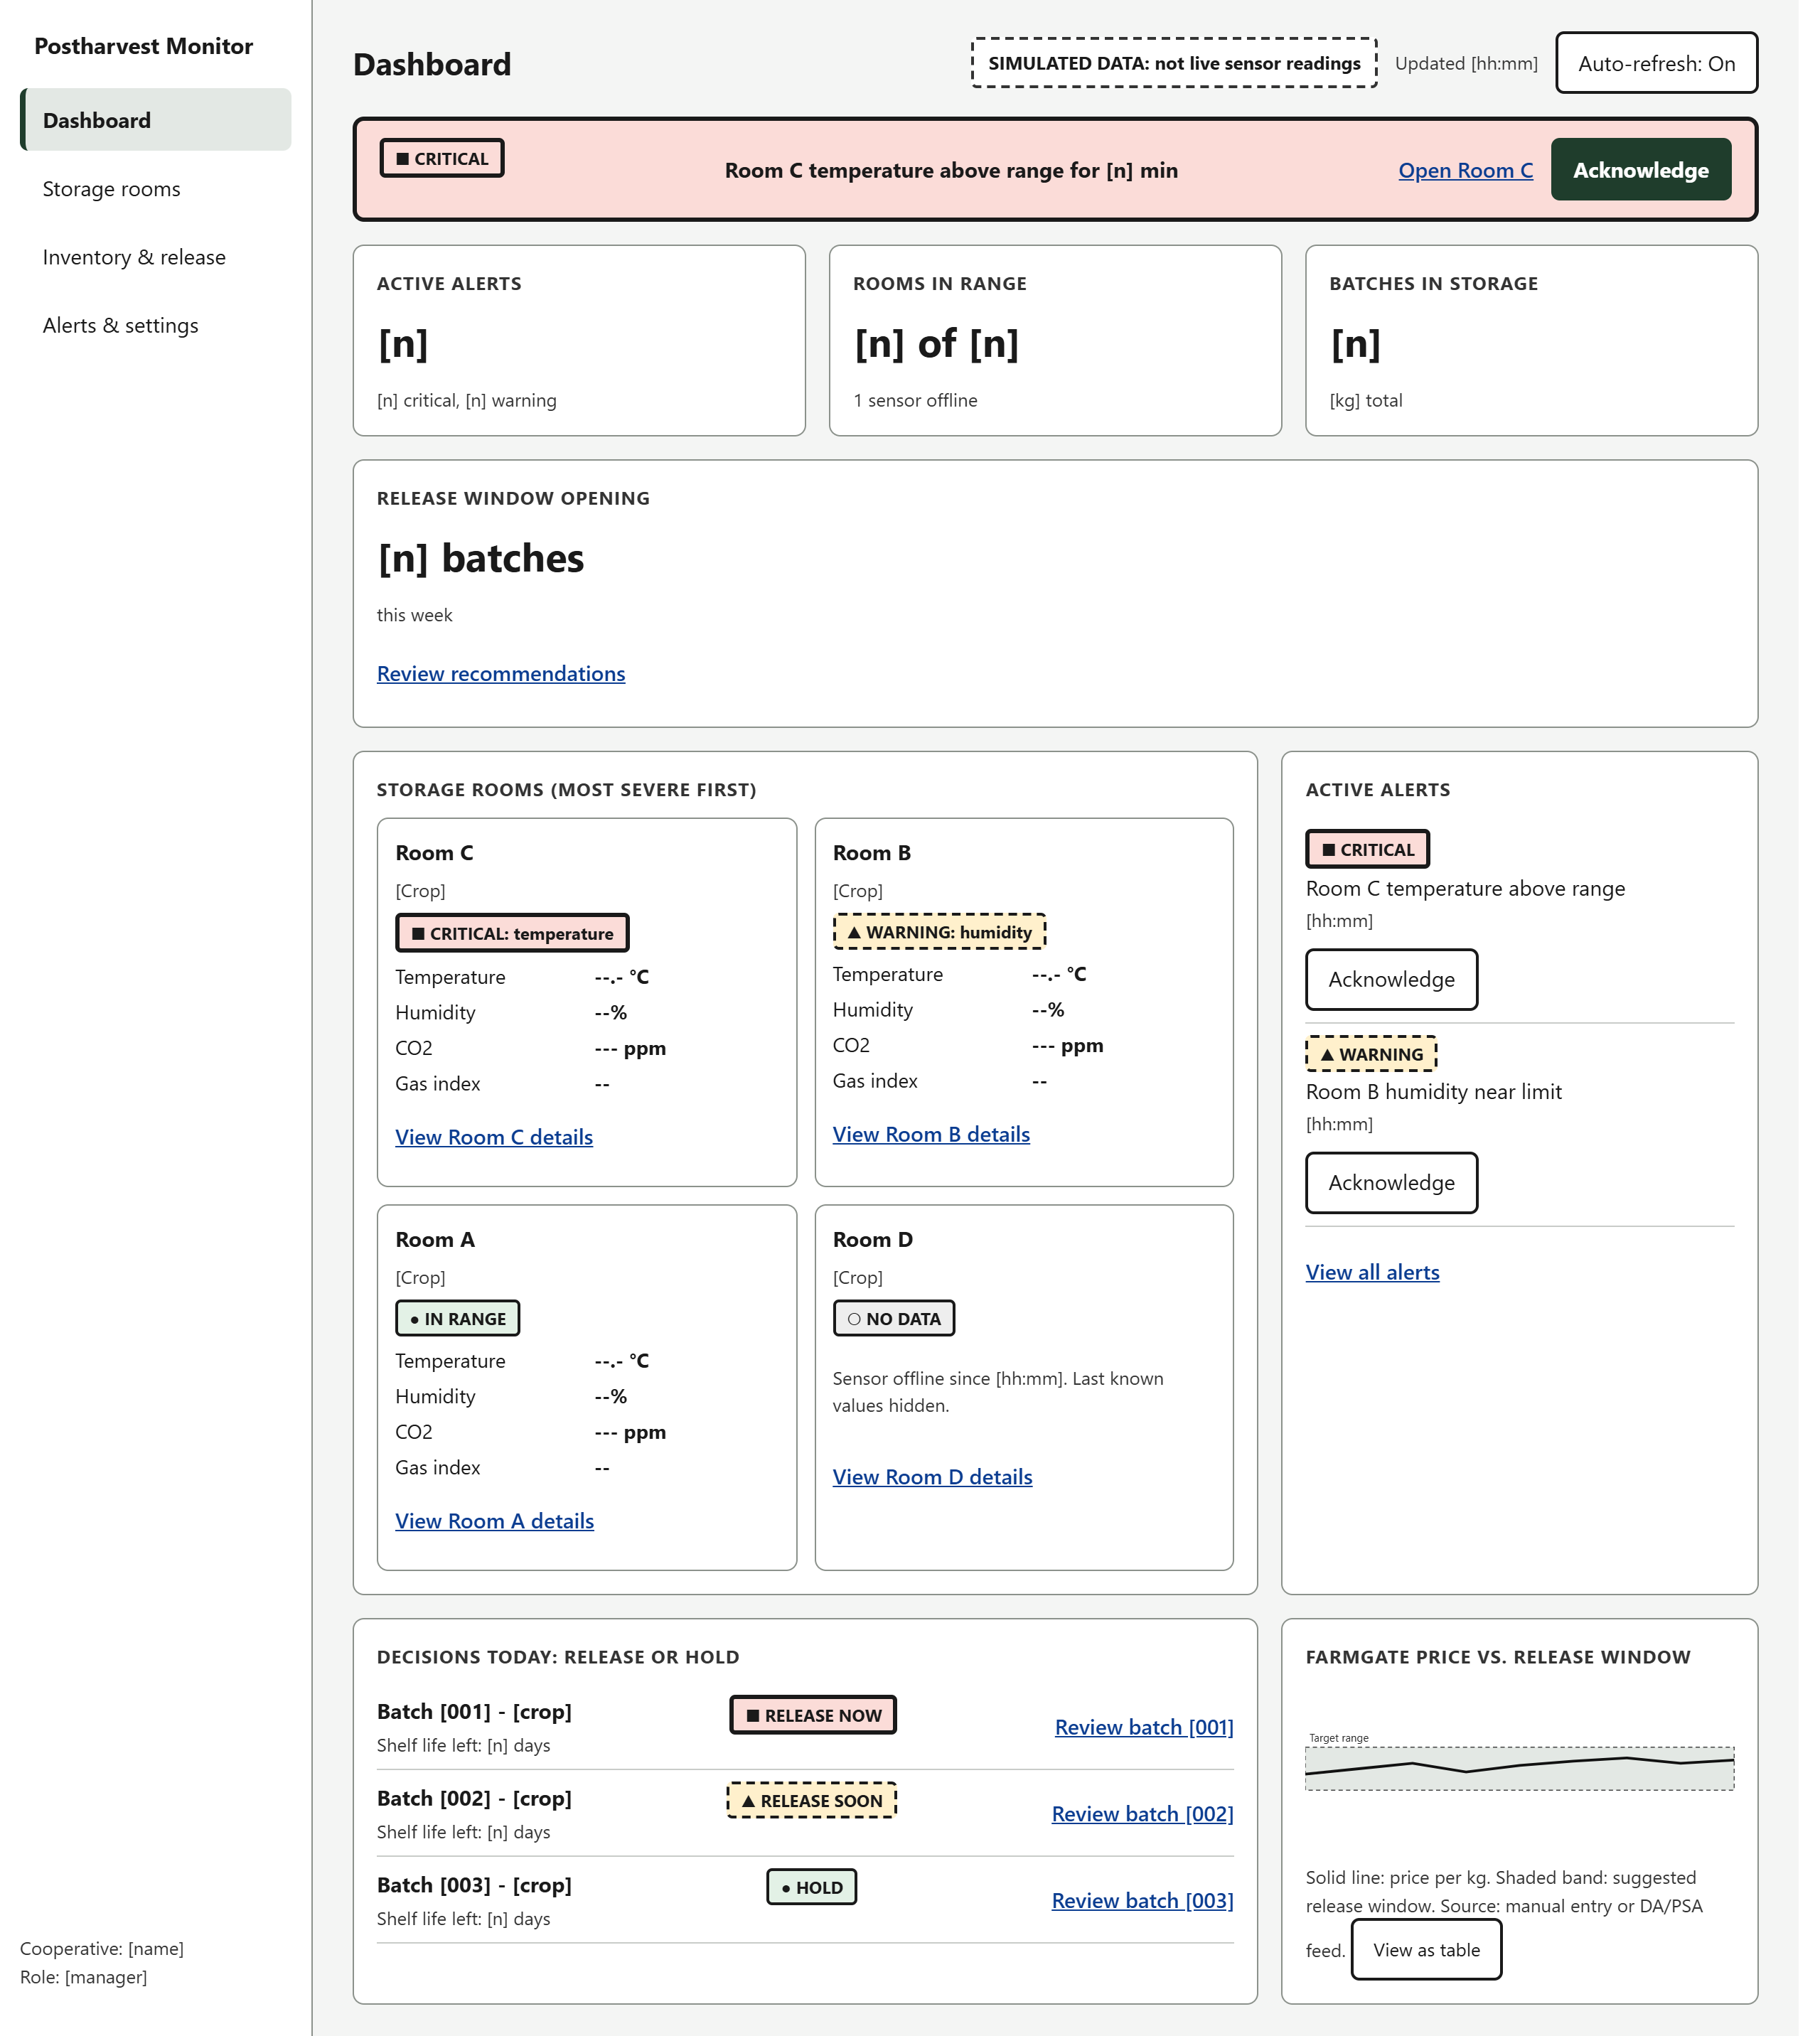 Postharvest Monitor
Dashboard
Storage rooms
Inventory & release
Alerts & settings
Cooperative: [name]
Role: [manager]
Dashboard
SIMULATED DATA: not live sensor readings
Updated [hh:mm]
Auto-refresh: On
■ CRITICAL
Room C temperature above range for [n] min
Open Room C
Acknowledge
ACTIVE ALERTS
[n]
[n] critical, [n] warning
ROOMS IN RANGE
[n] of [n]
1 sensor offline
BATCHES IN STORAGE
[n]
[kg] total
RELEASE WINDOW OPENING
[n] batches
this week
Review recommendations
STORAGE ROOMS (MOST SEVERE FIRST)
Room C
[Crop]
■ CRITICAL: temperature
Temperature --.- °C
Humidity --%
CO2 --- ppm
Gas index --
View Room C details
Room B
[Crop]
▲ WARNING: humidity
Temperature --.- °C
Humidity --%
CO2 --- ppm
Gas index --
View Room B details
Room A
[Crop]
● IN RANGE
Temperature --.- °C
Humidity --%
CO2 --- ppm
Gas index --
View Room A details
Room D
[Crop]
○ NO DATA
Sensor offline since [hh:mm]. Last known
values hidden.
View Room D details
ACTIVE ALERTS
■ CRITICAL
Room C temperature above range
[hh:mm]
Acknowledge
▲ WARNING
Room B humidity near limit
[hh:mm]
Acknowledge
View all alerts
DECISIONS TODAY: RELEASE OR HOLD
Batch [001] - [crop]
Shelf life left: [n] days
■ RELEASE NOW
Review batch [001]
Batch [002] - [crop]
Shelf life left: [n] days
▲ RELEASE SOON
Review batch [002]
Batch [003] - [crop]
Shelf life left: [n] days
● HOLD
Review batch [003]
FARMGATE PRICE VS. RELEASE WINDOW
Target range
Solid line: price per kg. Shaded band: suggested
release window. Source: manual entry or DA/PSA
feed.
View as table